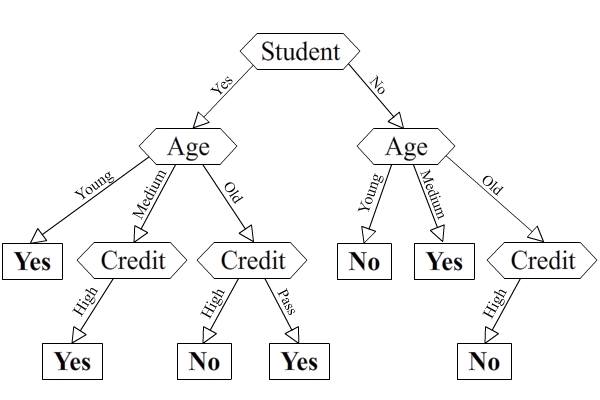 Student
Yes
No
Age
Age
Young
Medium
Old
Young
Medium
Old
Yes
Credit
Credit
No
Yes
Credit
High
High
Pass
High
Yes
No
Yes
No